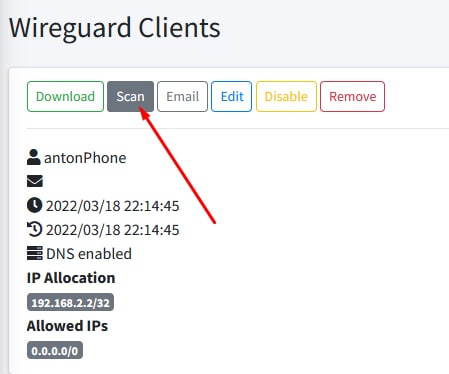 Wireguard Clients
Download Scan Email Edit Disable Remove
antonPhone
2022/03/18 22:14:45
2022/03/18 22:14:45
DNS enabled
IP Allocation
192.168.2.2/32
Allowed IPs
0.0.0.0/0